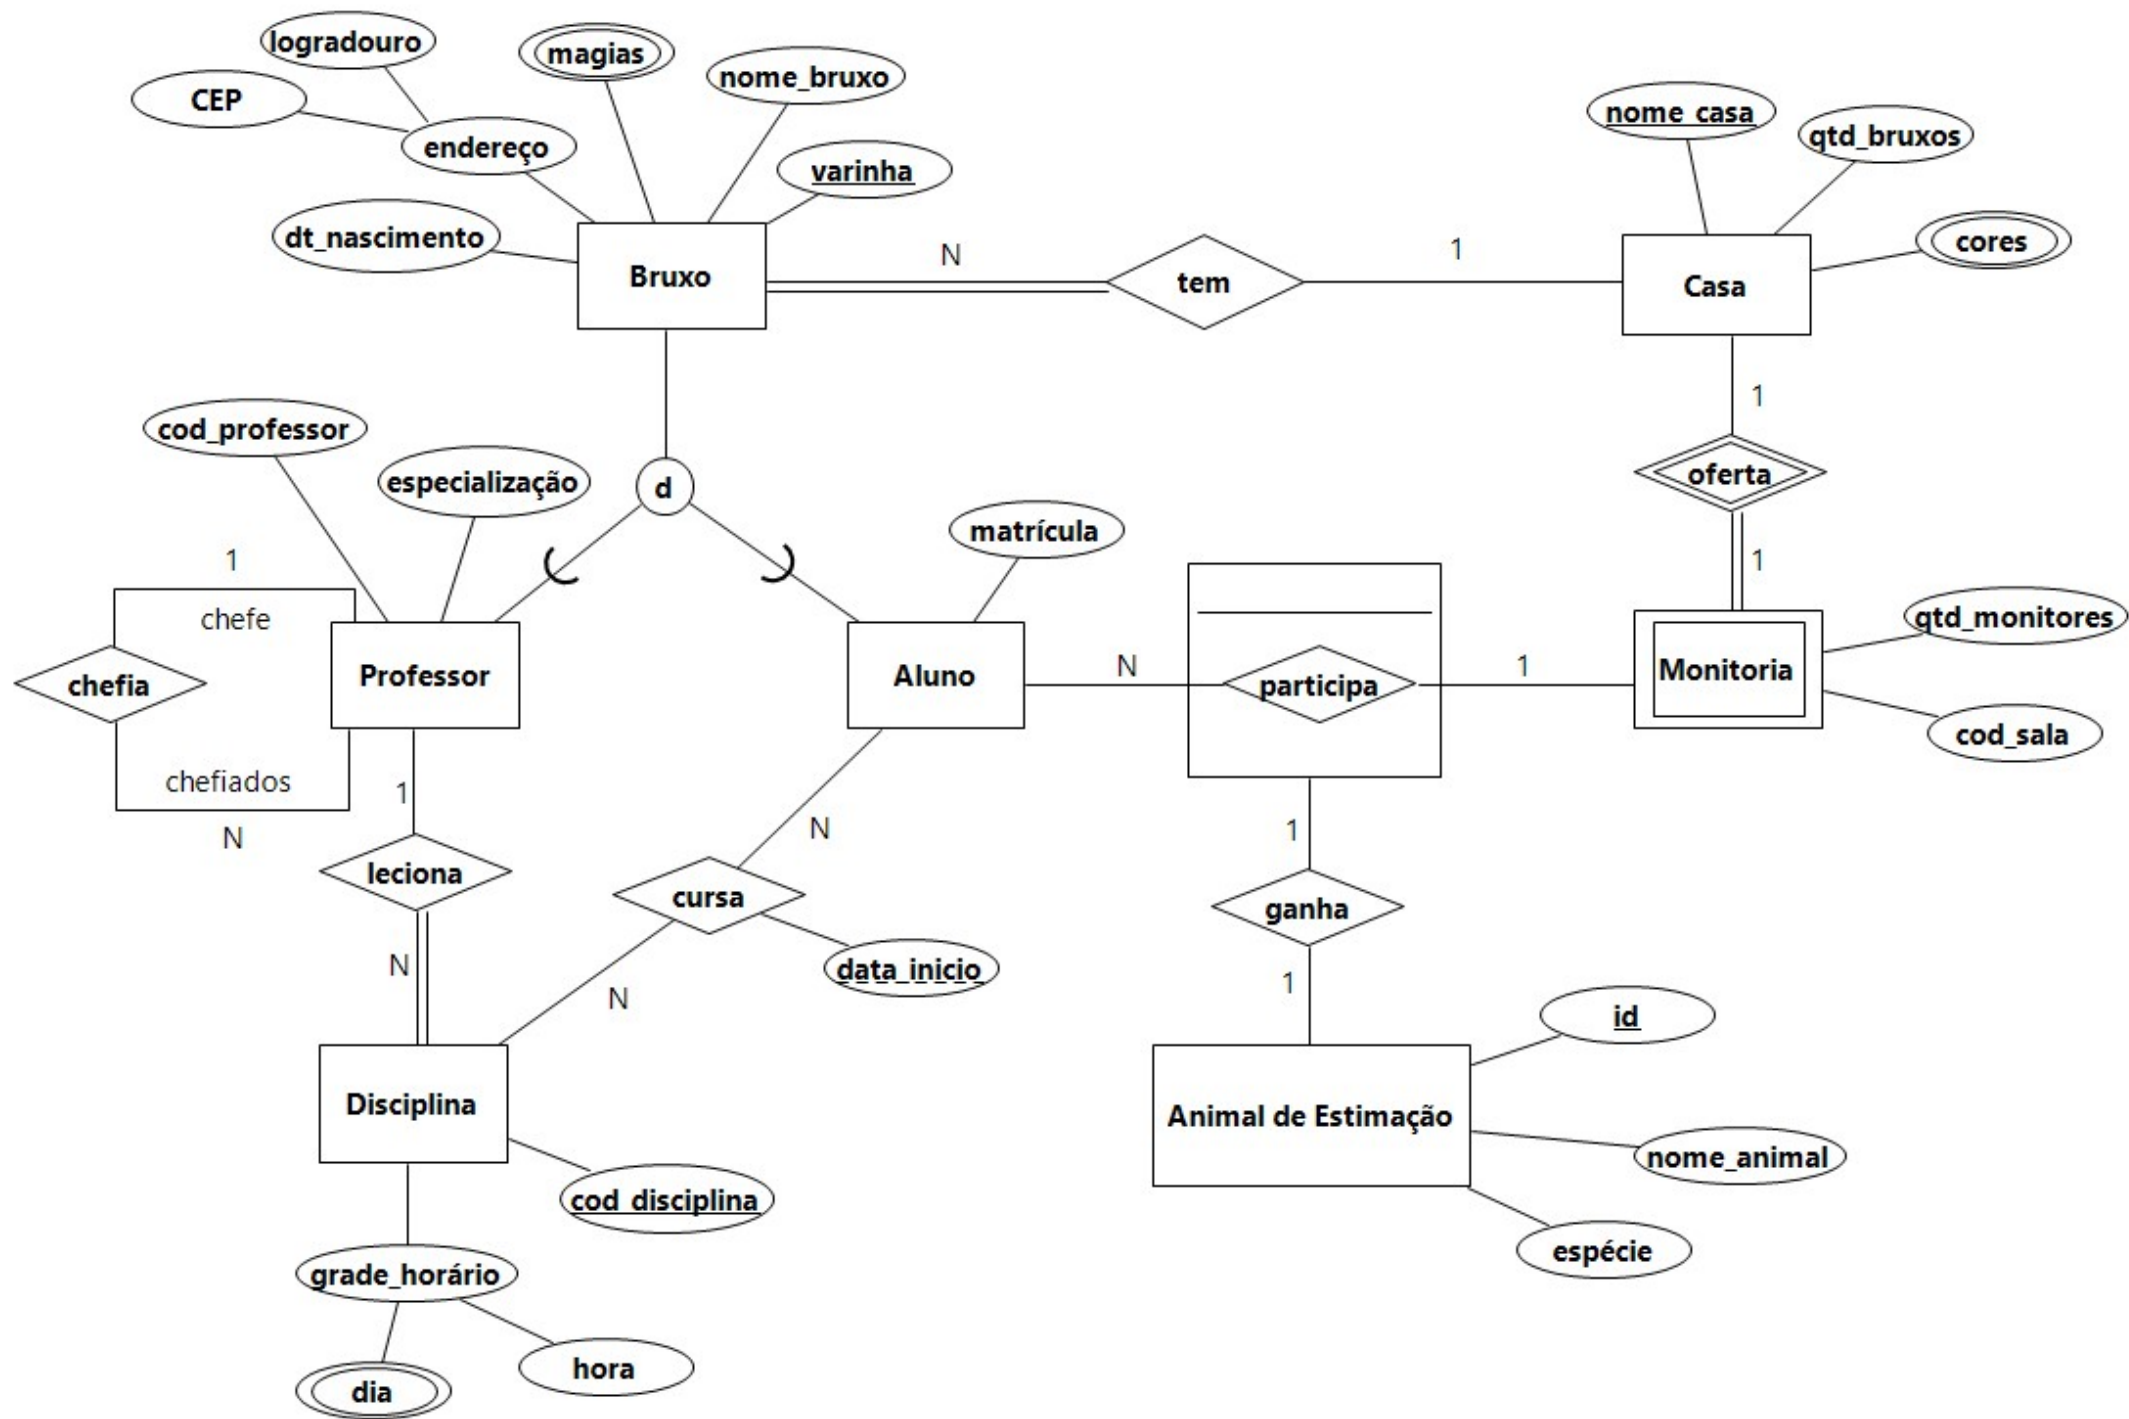 logradouro
magias
nome_bruxo
CEP
endereço
varinha
dt_nascimento
Bruxo
N
tem
1
nome_casa
qtd_bruxos
cores
Casa
1
oferta
1
cod_professor
especialização
d
matrícula
1
chefe
chefia
Professor
chefiados
N
Aluno
N
participa
1
Monitoria
qtd_monitores
cod_sala
1
leciona
N
N
cursa
data_inicio
N
1
ganha
1
Disciplina
cod_disciplina
grade_horário
dia
hora
Animal de Estimação
id
nome_animal
espécie